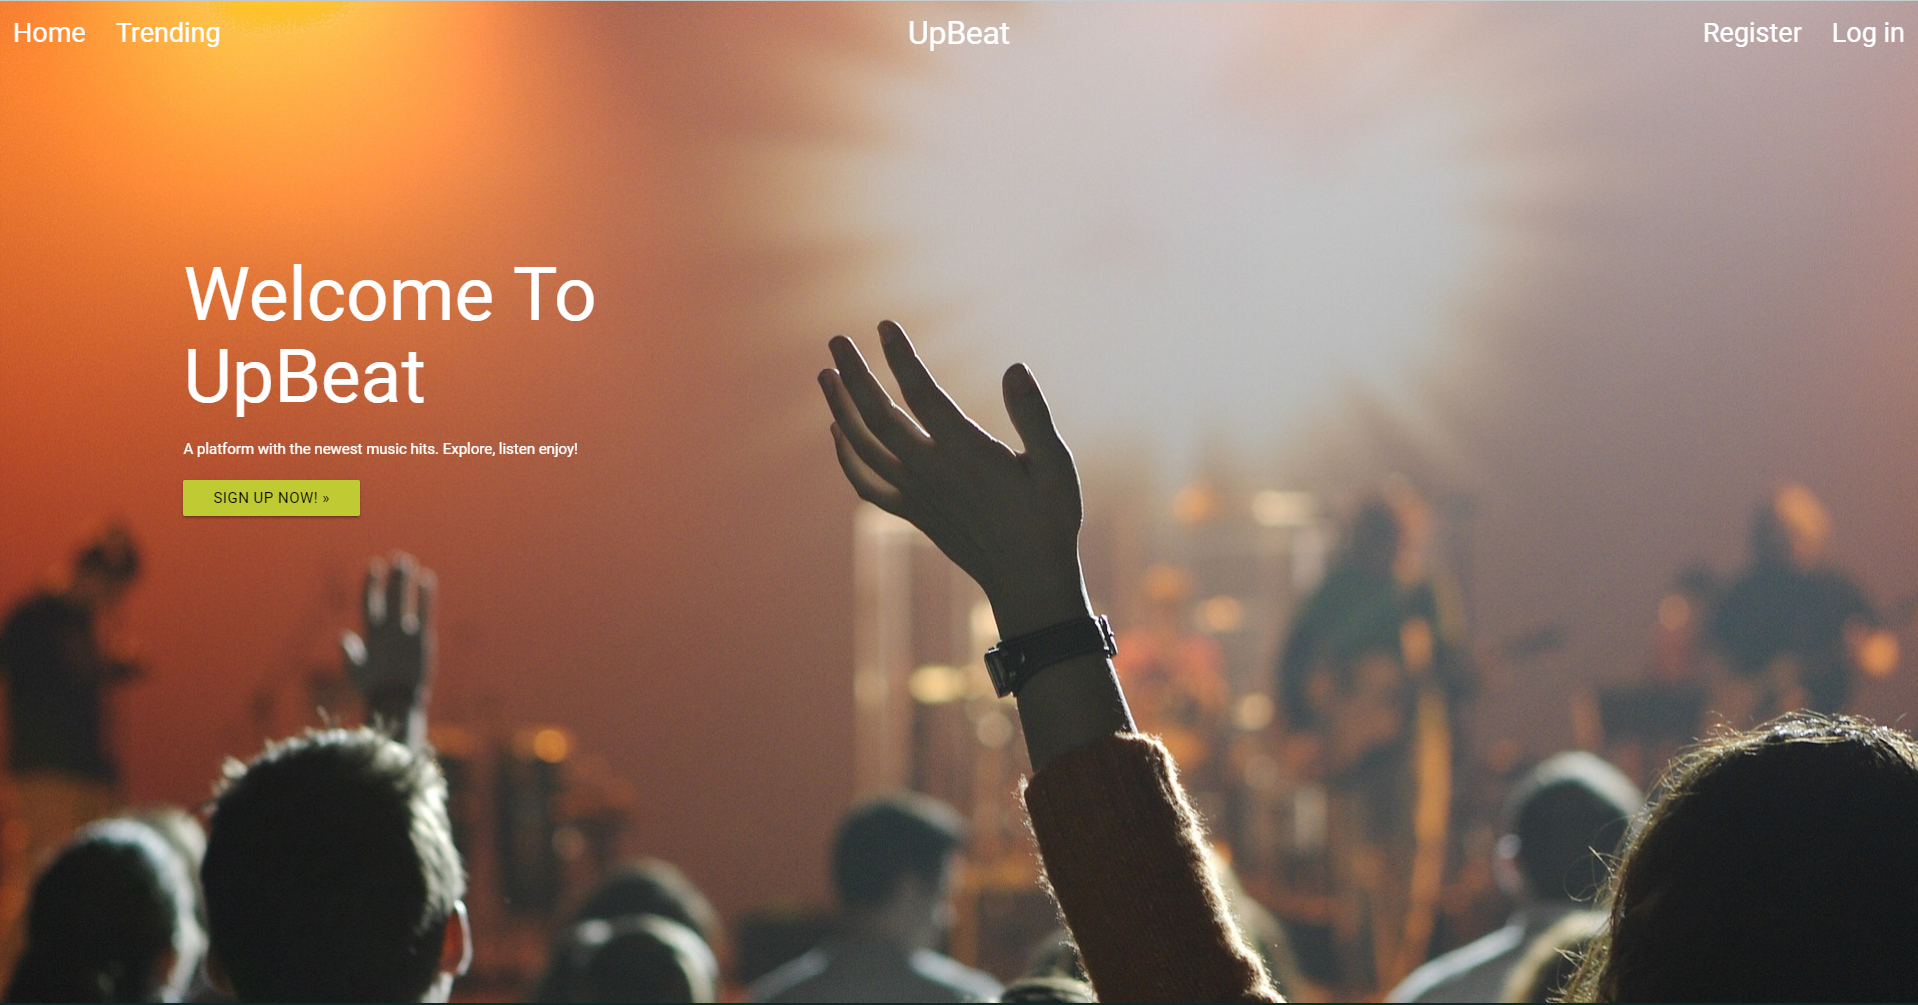 Home Trending UpBeat Register Log in
Welcome To
UpBeat
A platform with the newest music hits. Explore, listen enjoy!
SIGN UP NOW! »